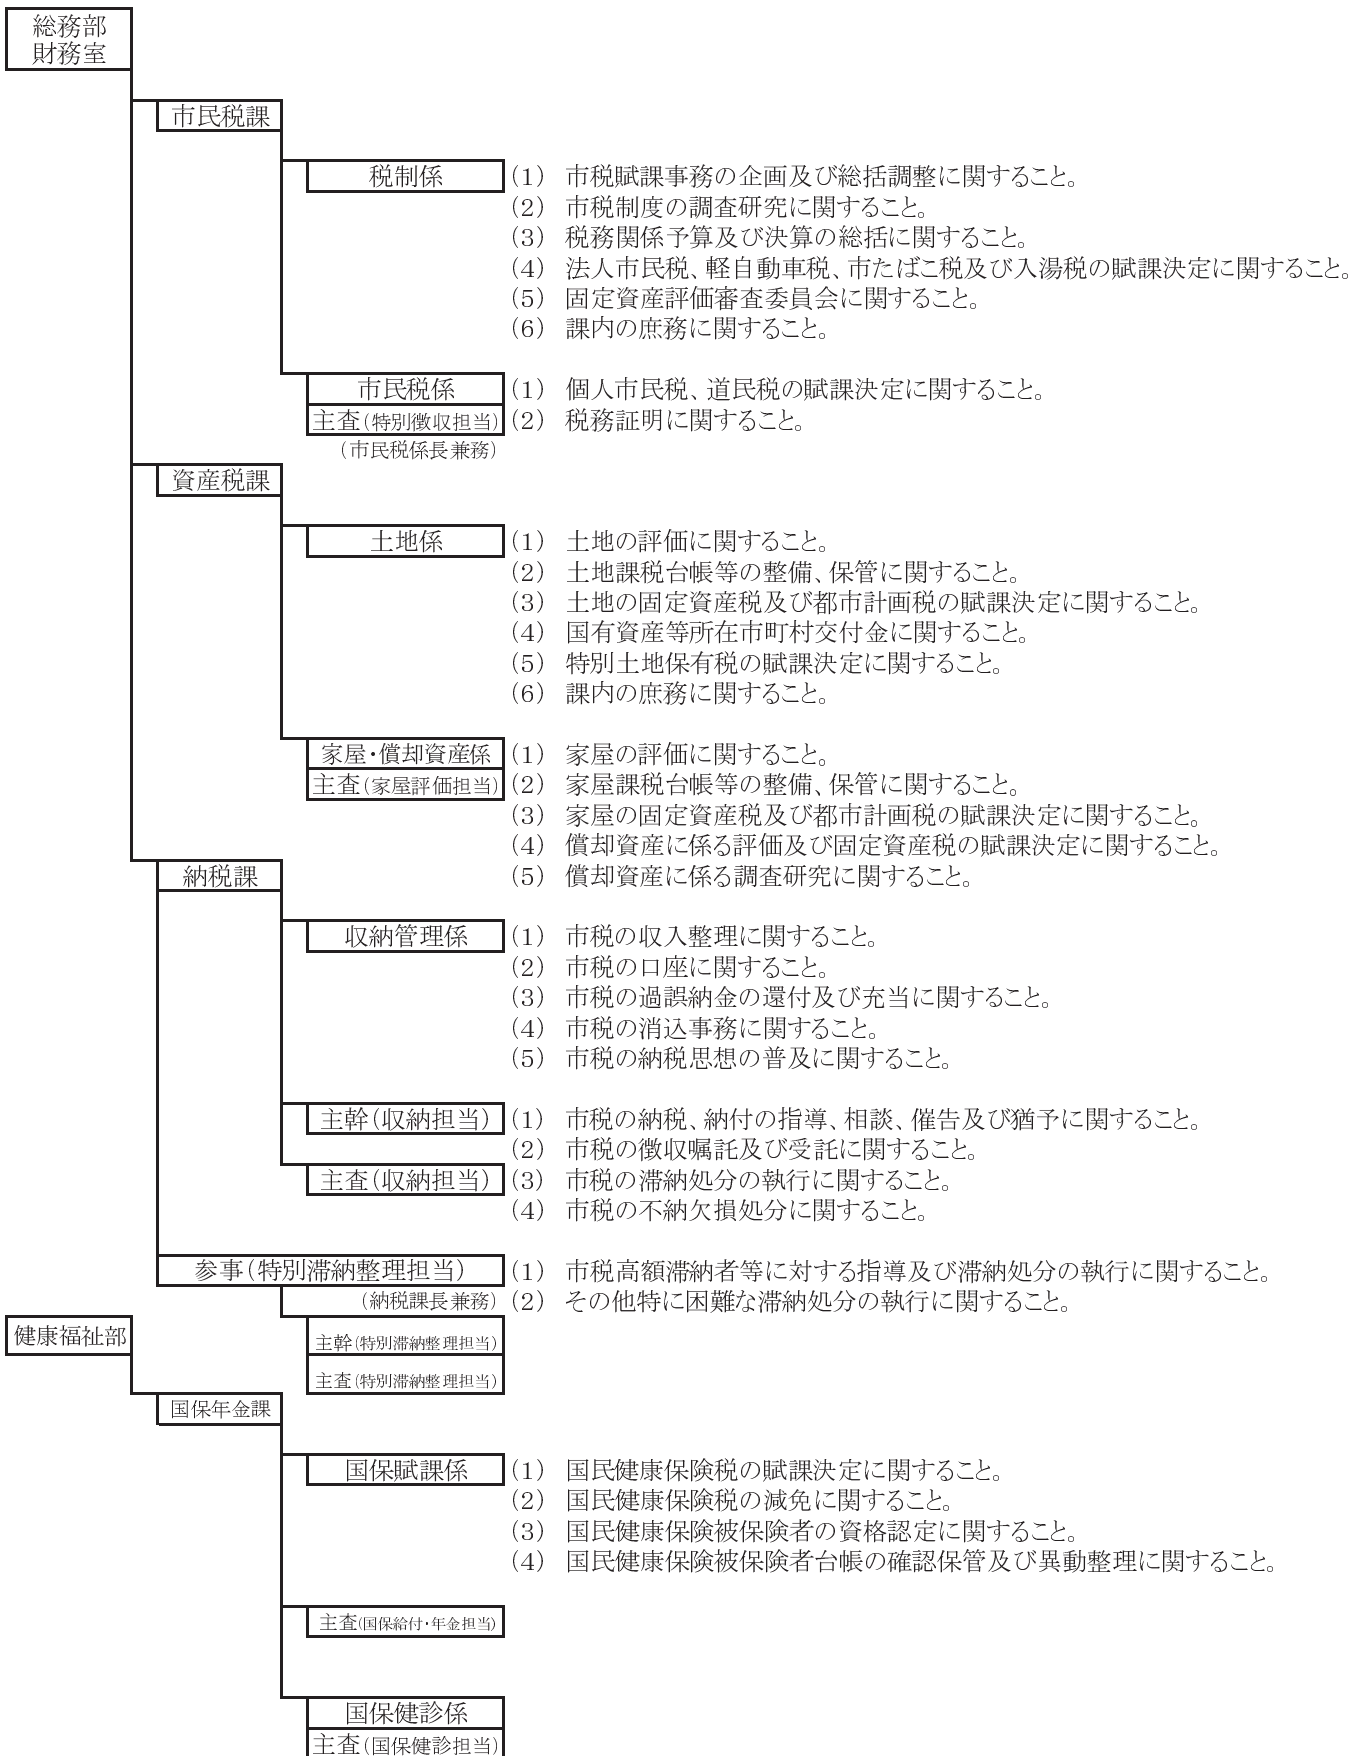 総務部
財務室
市民税課
税制係 (1) 市税賦課事務の企画及び総括調整に関すること。
(2) 市税制度の調査研究に関すること。
(3) 税務関係予算及び決算の総括に関すること。
(4) 法人市民税、軽自動車税、市たばこ税及び入湯税の賦課決定に関すること。
(5) 固定資産評価審査委員会に関すること。
(6) 課内の庶務に関すること。
市民税係 (1) 個人市民税、道民税の賦課決定に関すること。
主査(特別徴収担当) (2) 税務証明に関すること。
(市民税係長兼務)
資産税課
土地係 (1) 土地の評価に関すること。
(2) 土地課税台帳等の整備、保管に関すること。
(3) 土地の固定資産税及び都市計画税の賦課決定に関すること。
(4) 国有資産等所在市町村交付金に関すること。
(5) 特別土地保有税の賦課決定に関すること。
(6) 課内の庶務に関すること。
家屋・償却資産係 (1) 家屋の評価に関すること。
主査(家屋評価担当) (2) 家屋課税台帳等の整備、保管に関すること。
(3) 家屋の固定資産税及び都市計画税の賦課決定に関すること。
(4) 償却資産に係る評価及び固定資産税の賦課決定に関すること。
納税課 (5) 償却資産に係る調査研究に関すること。
収納管理係 (1) 市税の収入整理に関すること。
(2) 市税の口座に関すること。
(3) 市税の過誤納金の還付及び充当に関すること。
(4) 市税の消込事務に関すること。
(5) 市税の納税思想の普及に関すること。
主幹(収納担当) (1) 市税の納税、納付の指導、相談、催告及び猶予に関すること。
(2) 市税の徴収嘱託及び受託に関すること。
主査(収納担当) (3) 市税の滞納処分の執行に関すること。
(4) 市税の不納欠損処分に関すること。
参事(特別滞納整理担当) (1) 市税高額滞納者等に対する指導及び滞納処分の執行に関すること。
(納税課長兼務) (2) その他特に困難な滞納処分の執行に関すること。
健康福祉部
主幹(特別滞納整理担当)
主査(特別滞納整理担当)
国保年金課
国保賦課係 (1) 国民健康保険税の賦課決定に関すること。
(2) 国民健康保険税の減免に関すること。
(3) 国民健康保険被保険者の資格認定に関すること。
(4) 国民健康保険被保険者台帳の確認保管及び異動整理に関すること。
主査(国保給付・年金担当)
国保健診係
主査(国保健診担当)